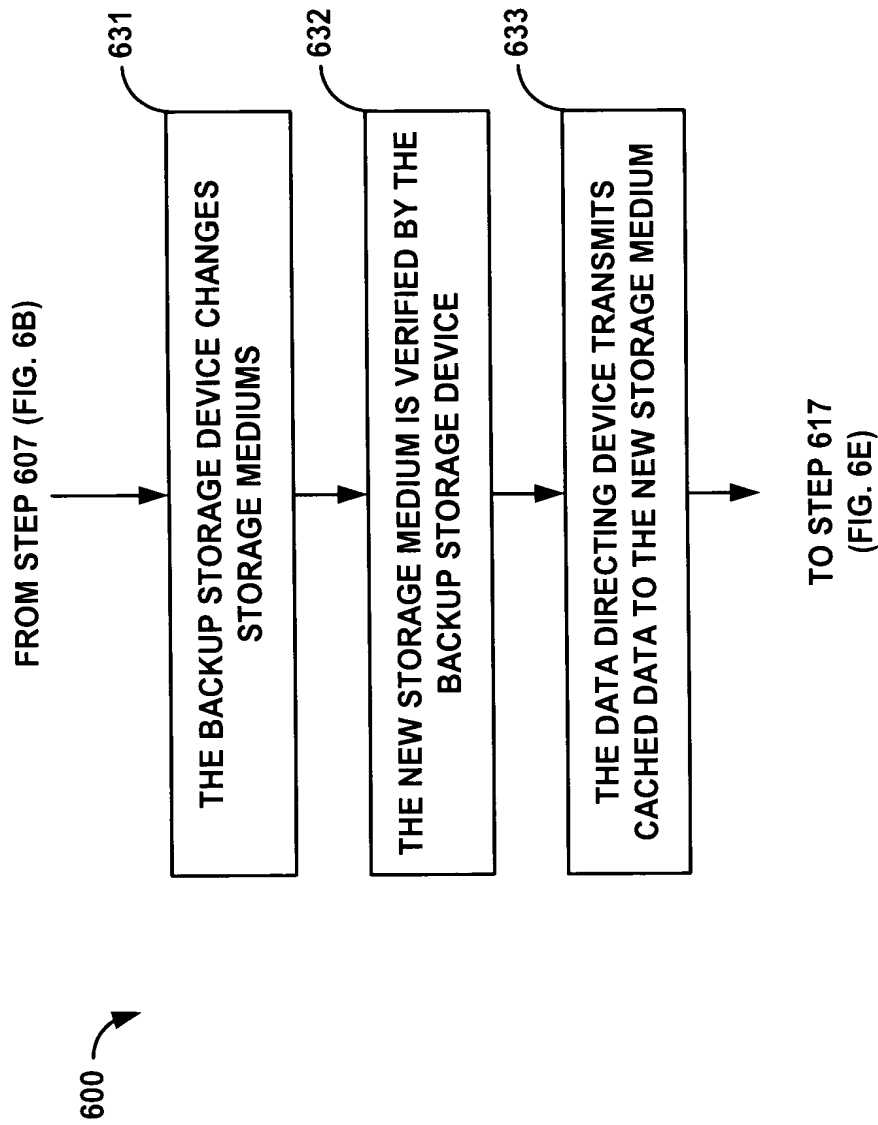 FROM STEP 607 (FIG. 6B)
631
THE BACKUP STORAGE DEVICE CHANGES
STORAGE MEDIUMS
632
THE NEW STORAGE MEDIUM IS VERIFIED BY THE
BACKUP STORAGE DEVICE
633
THE DATA DIRECTING DEVICE TRANSMITS
CACHED DATA TO THE NEW STORAGE MEDIUM
TO STEP 617
(FIG. 6E)
600